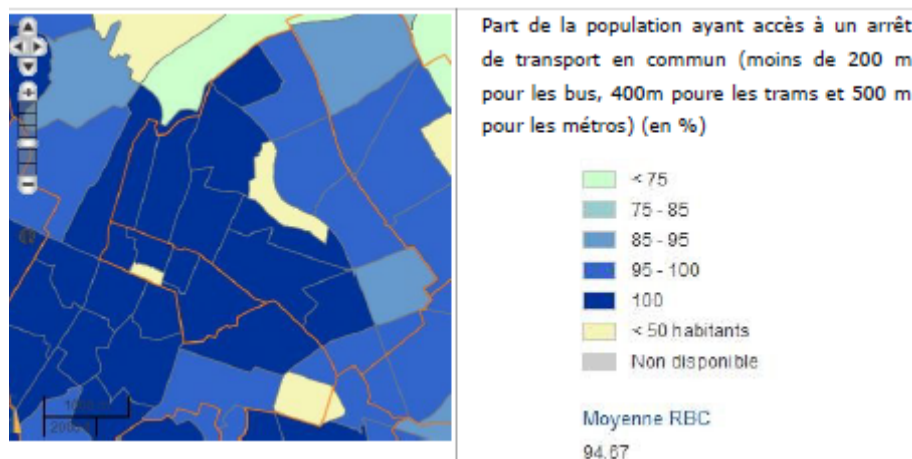 Part de la population ayant accès à un arrêt
de transport en commun (moins de 200 m
pour les bus, 400m poure les trams et 500 m
pour les métros) (en %)
< 75
75 - 85
85 - 95
95 - 100
100
< 50 habitants
Non disponible
Moyenne RBC
94.67